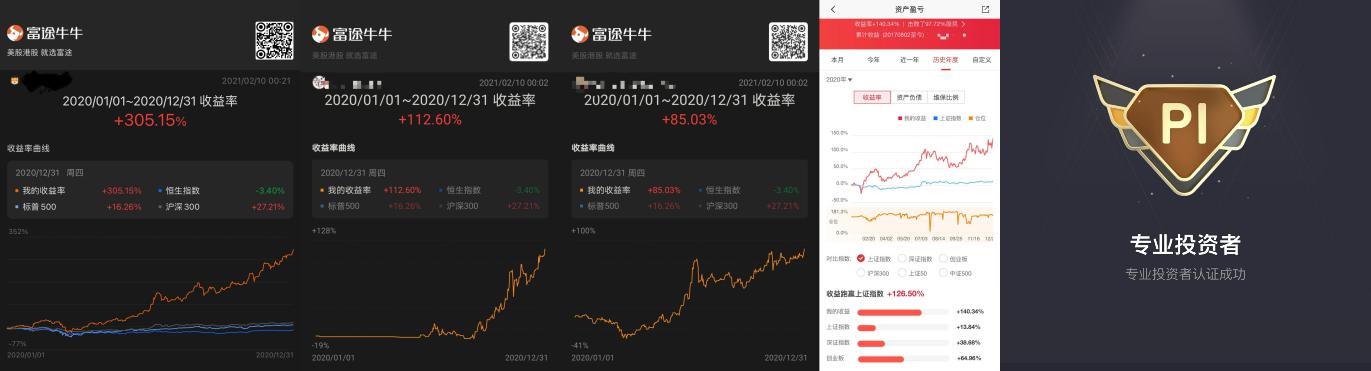 富途牛牛
美股港股 就选富途
2021/02/10 00:21
2020/01/01~2020/12/31 收益率
+305.15%
收益率曲线
2020/12/31 周四
我的收益率 +305.15% 恒生指数 -3.40%
标普500 +16.26% 沪深300 +27.21%
352%
-77%
2020/01/01 2020/12/31
富途牛牛
美股港股 就选富途
2021/02/10 00:02
2020/01/01~2020/12/31 收益率
+112.60%
收益率曲线
2020/12/31 周四
我的收益率 +112.60% 恒生指数 -3.40%
标普500 +16.26% 沪深300 +27.21%
+128%
-19%
2020/01/01 2020/12/31
富途牛牛
美股港股 就选富途
2021/02/10 00:02
2020/01/01~2020/12/31 收益率
+85.03%
收益率曲线
2020/12/31 周四
我的收益率 +85.03% 恒生指数 -3.40%
标普500 +16.26% 沪深300 +27.21%
+100%
-41%
2020/01/01 2020/12/31
资产盈亏
收益率+140.34% | 击败了97.72%股民
累计收益 (20170802至今)
本月 今年 近一年 历史年度 自定义
2020年
收益率 资产负债 维保比例
我的收益 上证指数 仓位
150.0%
100.0%
50.0%
0.0%
-50.0%
181.3%
仓位
0.0%
02/20 04/02 05/20 07/03 08/14 09/25 11/16
对比指数: 上证指数 深证指数 创业板
沪深300 上证50 中证500
收益跑赢上证指数 +126.50%
我的收益 +140.34%
上证指数 +13.84%
深证指数 +38.68%
创业板 +64.96%
PI
专业投资者
专业投资者认证成功